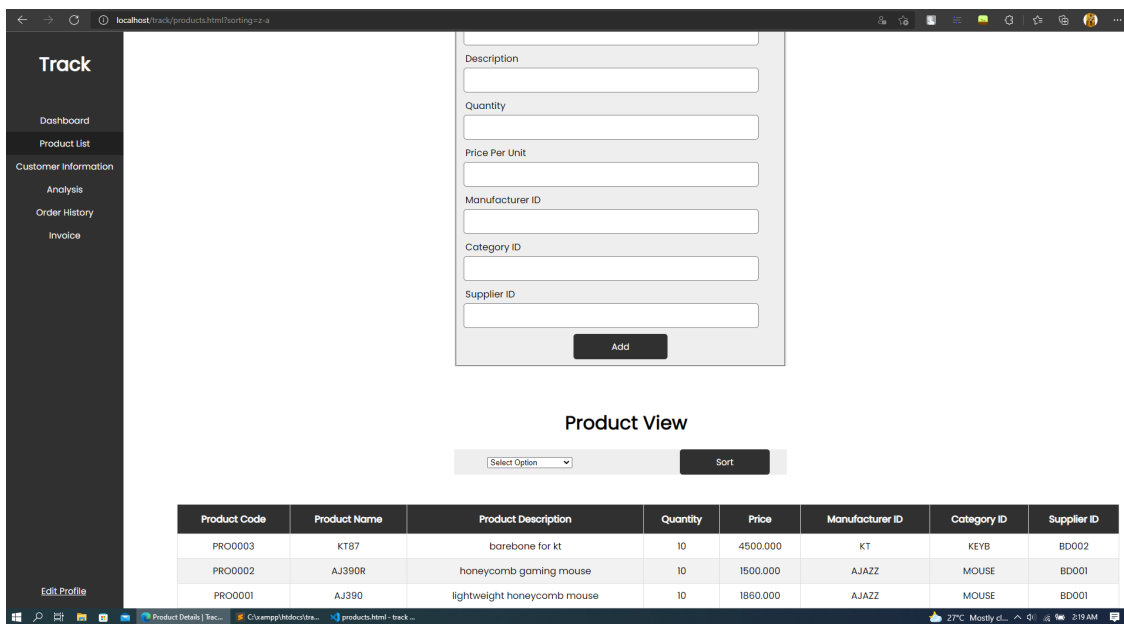 localhost/track/products.html?sorting=z-a
Track
Dashboard
Product List
Customer Information
Analysis
Order History
Invoice
Edit Profile
Description
Quantity
Price Per Unit
Manufacturer ID
Category ID
Supplier ID
Add
Product View
Select Option
Sort
Product Code Product Name Product Description Quantity Price Manufacturer ID Category ID Supplier ID
PRO0003 KT87 barebone for kt 10 4500.000 KT KEYB BD002
PRO0002 AJ390R honeycomb gaming mouse 10 1500.000 AJAZZ MOUSE BD001
PRO0001 AJ390 lightweight honeycomb mouse 10 1860.000 AJAZZ MOUSE BD001
Product Details | Trac... C:\xampp\htdocs\tra... products.html - track ... 27°C Mostly cl... 2:19 AM